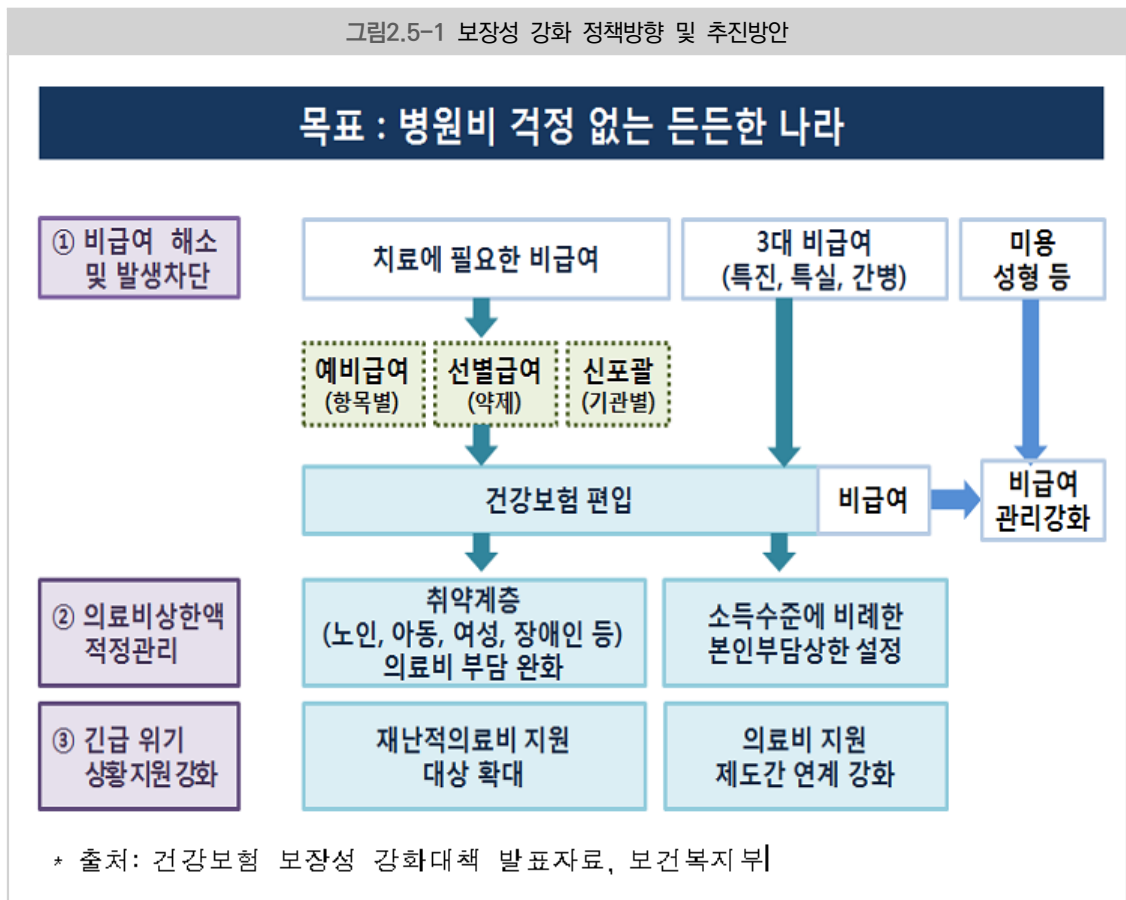 그림2.5-1 보장성 강화 정책방향 및 추진방안
목표 : 병원비 걱정 없는 든든한 나라
① 비급여 해소
및 발생차단
치료에 필요한 비급여
3대 비급여
(특진, 특실, 간병)
미용
성형 등
예비급여
(항목별)
선별급여
(약제)
신포괄
(기관별)
건강보험 편입
비급여
비급여
관리강화
② 의료비상한액
적정관리
취약계층
(노인, 아동, 여성, 장애인 등)
의료비 부담 완화
소득수준에 비례한
본인부담상한 설정
③ 긴급 위기
상황 지원 강화
재난적의료비 지원
대상 확대
의료비 지원
제도간 연계 강화
* 출처: 건강보험 보장성 강화대책 발표자료, 보건복지부